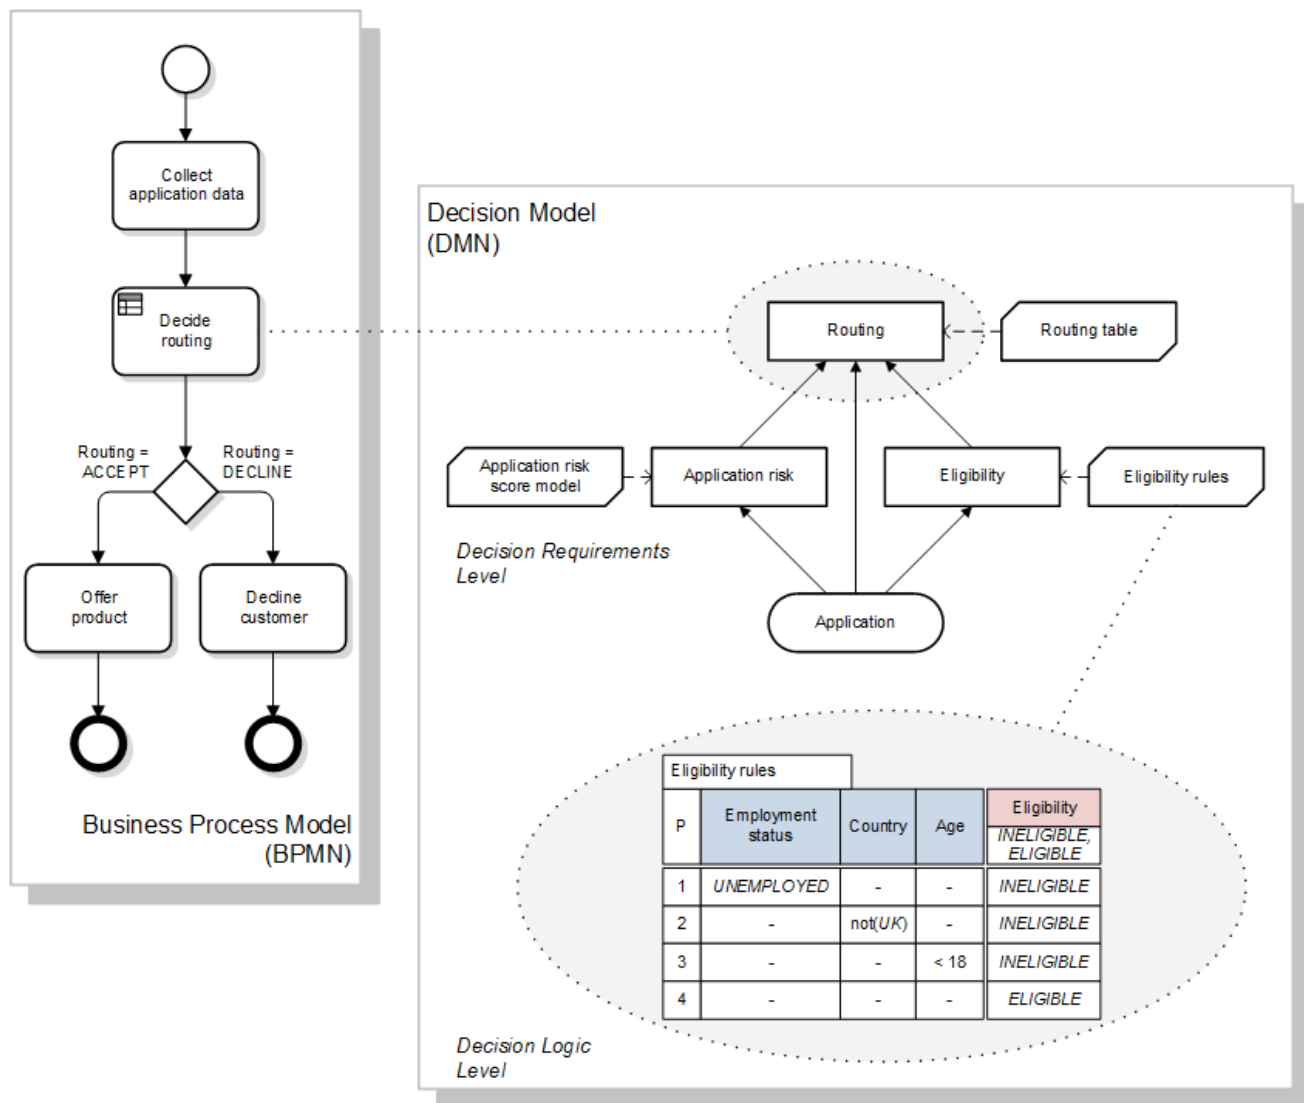 Collect
application data
Decide
routing
Routing =
ACCEPT
Routing =
DECLINE
Offer
product
Decline
customer
Business Process Model
(BPMN)
Decision Model
(DMN)
Routing
Routing table
Application risk
score model
Application risk
Eligibility
Eligibility rules
Decision Requirements
Level
Application
Eligibility rules
P
Employment
status
Country
Age
Eligibility
INELIGIBLE,
ELIGIBLE
1 UNEMPLOYED - - INELIGIBLE
2 - not(UK) - INELIGIBLE
3 - - < 18 INELIGIBLE
4 - - - ELIGIBLE
Decision Logic
Level